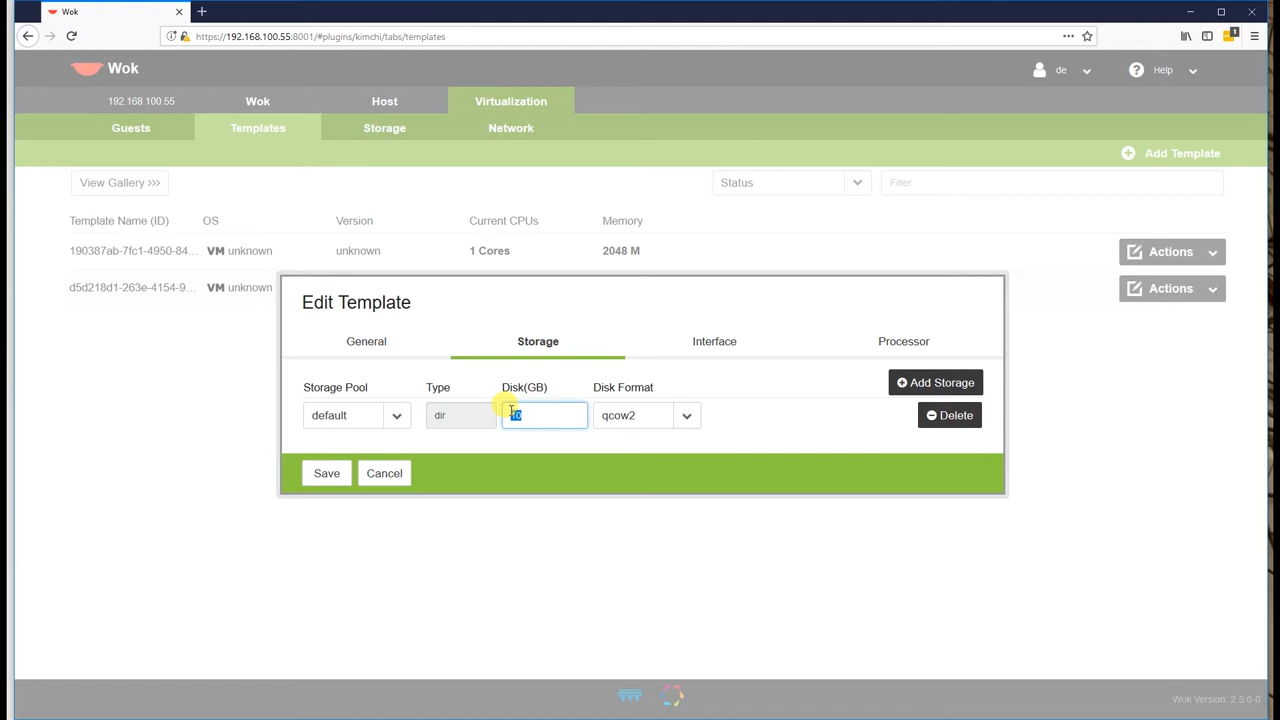 Wok
https://192.168.100.55:8001/#plugins/kimchi/tabs/templates
1
Wok
de
Help
192.168.100.55
Wok
Host
Virtualization
Guests
Templates
Storage
Network
Add Template
View Gallery >>>
Status
Filter
Template Name (ID)
OS
Version
Current CPUs
Memory
190387ab-7fc1-4950-84...
VM unknown
unknown
1 Cores
2048 M
Actions
d5d218d1-263e-4154-9...
VM unknown
Actions
Edit Template
General
Storage
Interface
Processor
Storage Pool
Type
Disk(GB)
Disk Format
Add Storage
default
dir
10
qcow2
Delete
Save
Cancel
Wok Version: 2.5.0-0